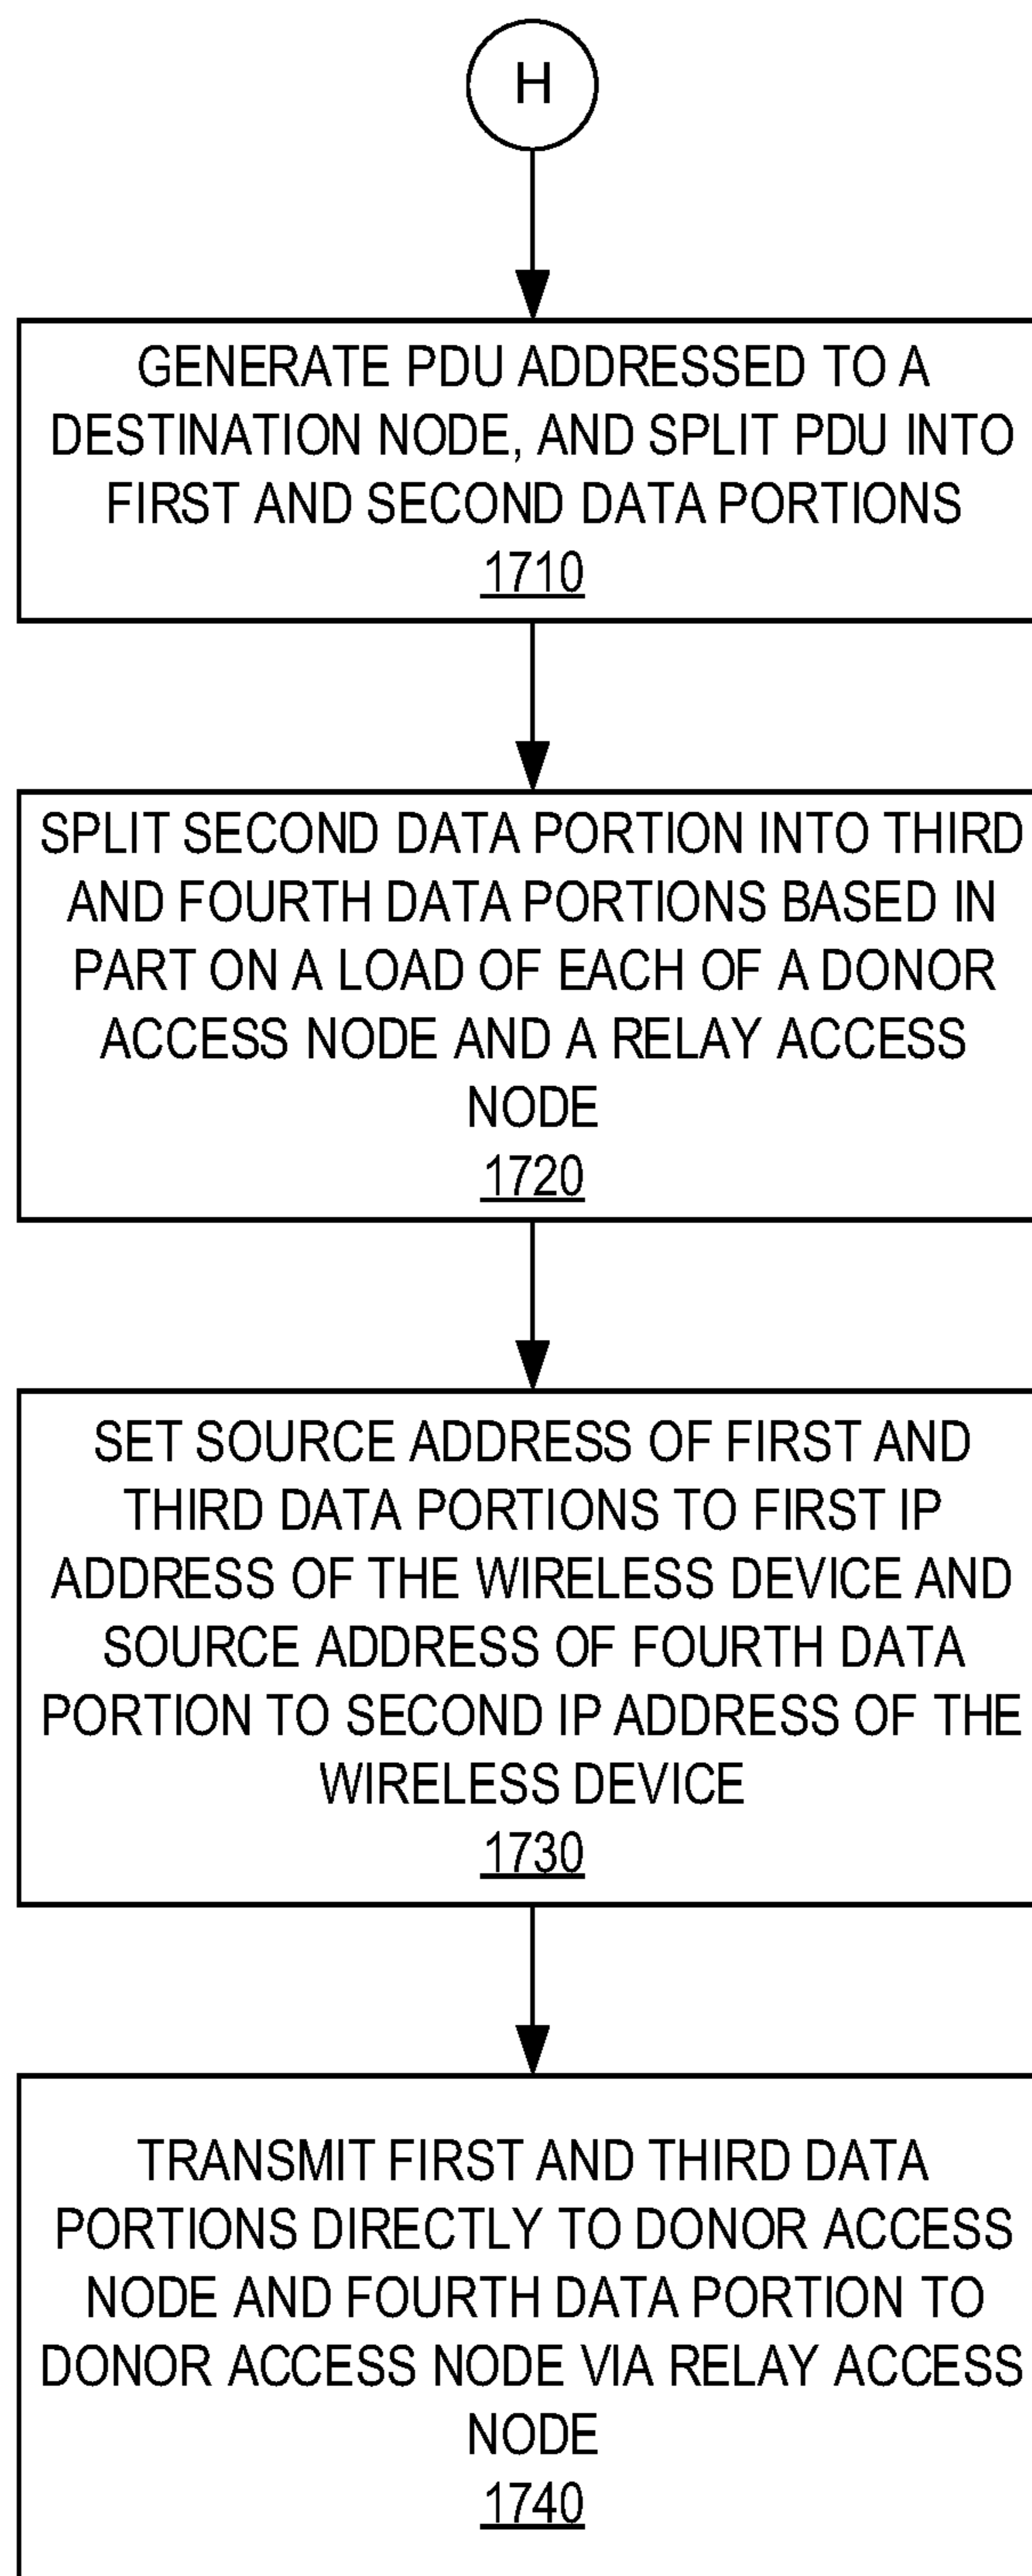 H
GENERATE PDU ADDRESSED TO A
DESTINATION NODE, AND SPLIT PDU INTO
FIRST AND SECOND DATA PORTIONS
1710
SPLIT SECOND DATA PORTION INTO THIRD
AND FOURTH DATA PORTIONS BASED IN
PART ON A LOAD OF EACH OF A DONOR
ACCESS NODE AND A RELAY ACCESS
NODE
1720
SET SOURCE ADDRESS OF FIRST AND
THIRD DATA PORTIONS TO FIRST IP
ADDRESS OF THE WIRELESS DEVICE AND
SOURCE ADDRESS OF FOURTH DATA
PORTION TO SECOND IP ADDRESS OF THE
WIRELESS DEVICE
1730
TRANSMIT FIRST AND THIRD DATA
PORTIONS DIRECTLY TO DONOR ACCESS
NODE AND FOURTH DATA PORTION TO
DONOR ACCESS NODE VIA RELAY ACCESS
NODE
1740